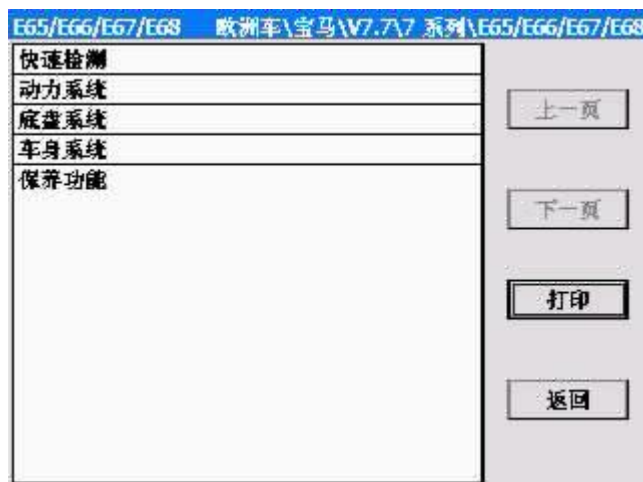 E65/E66/E67/E68 欧洲车\宝马\V7.7\7 系列\E65/E66/E67/E68
快速检测
动力系统
底盘系统
车身系统
保养功能
上一页
下一页
打印
返回